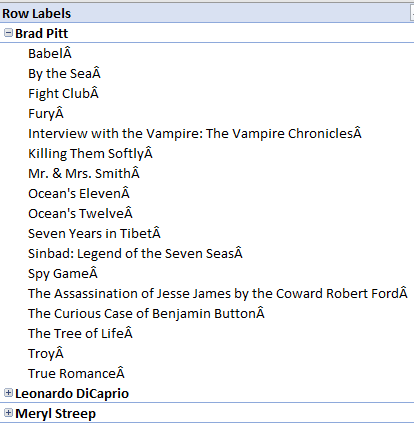 Row Labels
Brad Pitt
BabelÂ
By the SeaÂ
Fight ClubÂ
FuryÂ
Interview with the Vampire: The Vampire ChroniclesÂ
Killing Them SoftlyÂ
Mr. & Mrs. SmithÂ
Ocean's ElevenÂ
Ocean's TwelveÂ
Seven Years in TibetÂ
Sinbad: Legend of the Seven SeasÂ
Spy GameÂ
The Assassination of Jesse James by the Coward Robert FordÂ
The Curious Case of Benjamin ButtonÂ
The Tree of LifeÂ
TroyÂ
True RomanceÂ
Leonardo DiCaprio
Meryl Streep